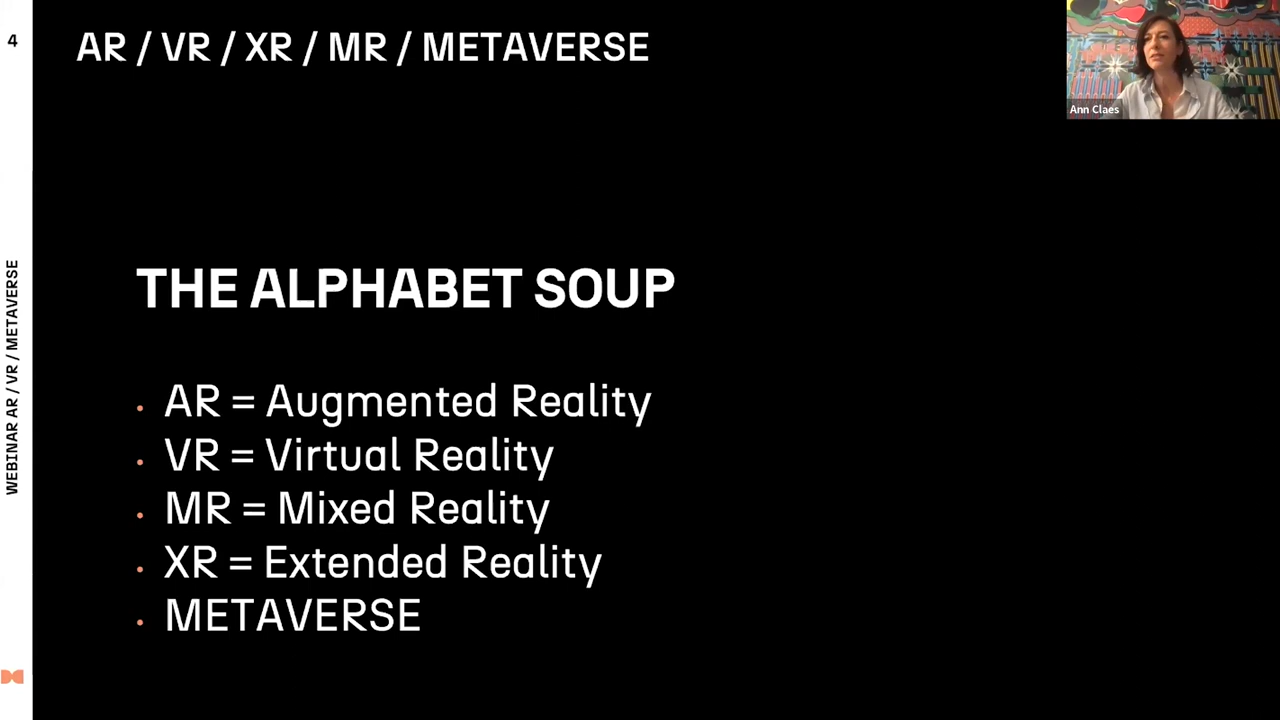 4
AR / VR / XR / MR / METAVERSE
Ann Claes
WEBINAR AR / VR / METAVERSE
THE ALPHABET SOUP
• AR = Augmented Reality
• VR = Virtual Reality
• MR = Mixed Reality
• XR = Extended Reality
• METAVERSE